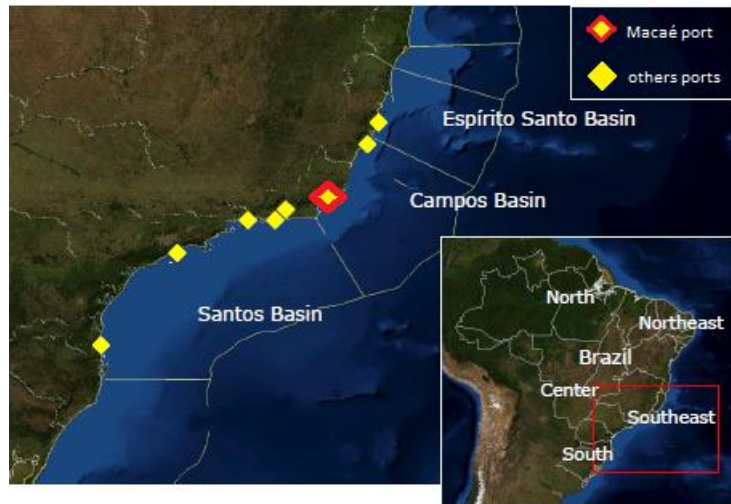 Macaé port
others ports
Espírito Santo Basin
Campos Basin
Santos Basin
North
Northeast
Brazil
Center
Southeast
South